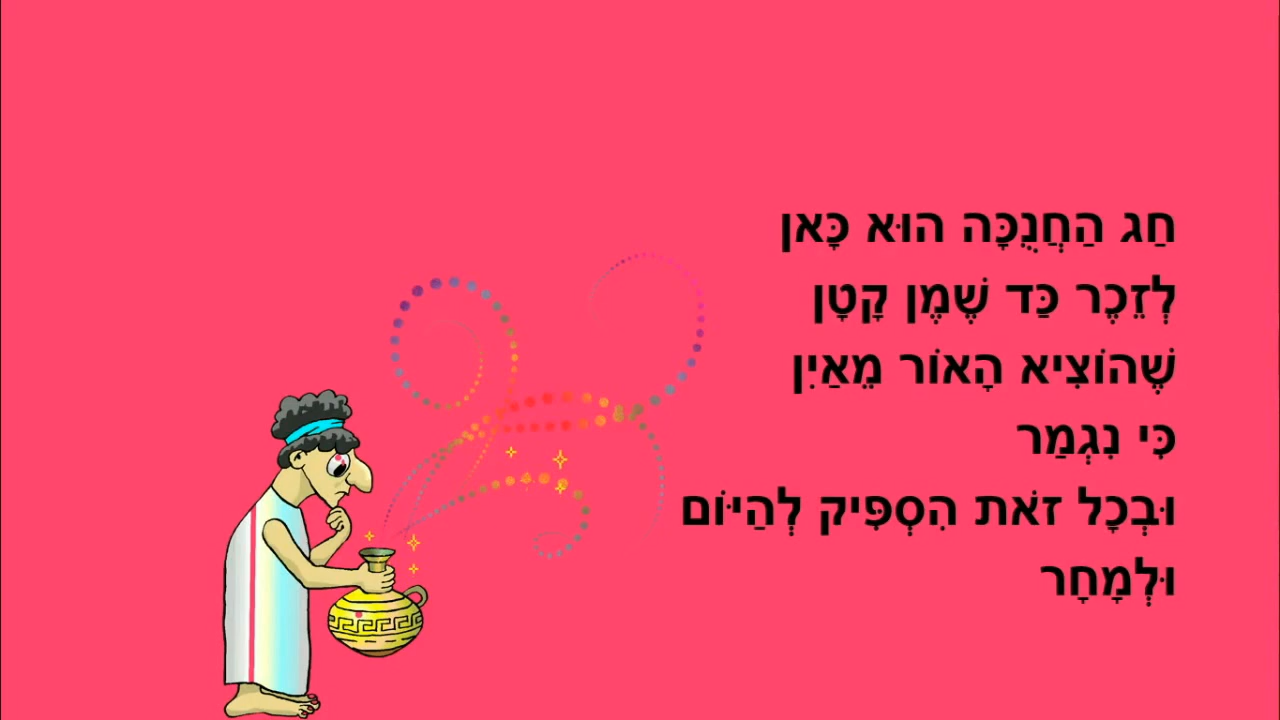 חַג הַחֲנֻכָּה הוּא כָּאן
לְזֵכֶר כַּד שֶׁמֶן קָטָן
שֶׁהוֹצִיא הָאוֹר מֵאַיִן
כִּי נִגְמַר
וּבְכָל זֹאת הִסְפִּיק לְהַיּוֹם
וּלְמָחָר